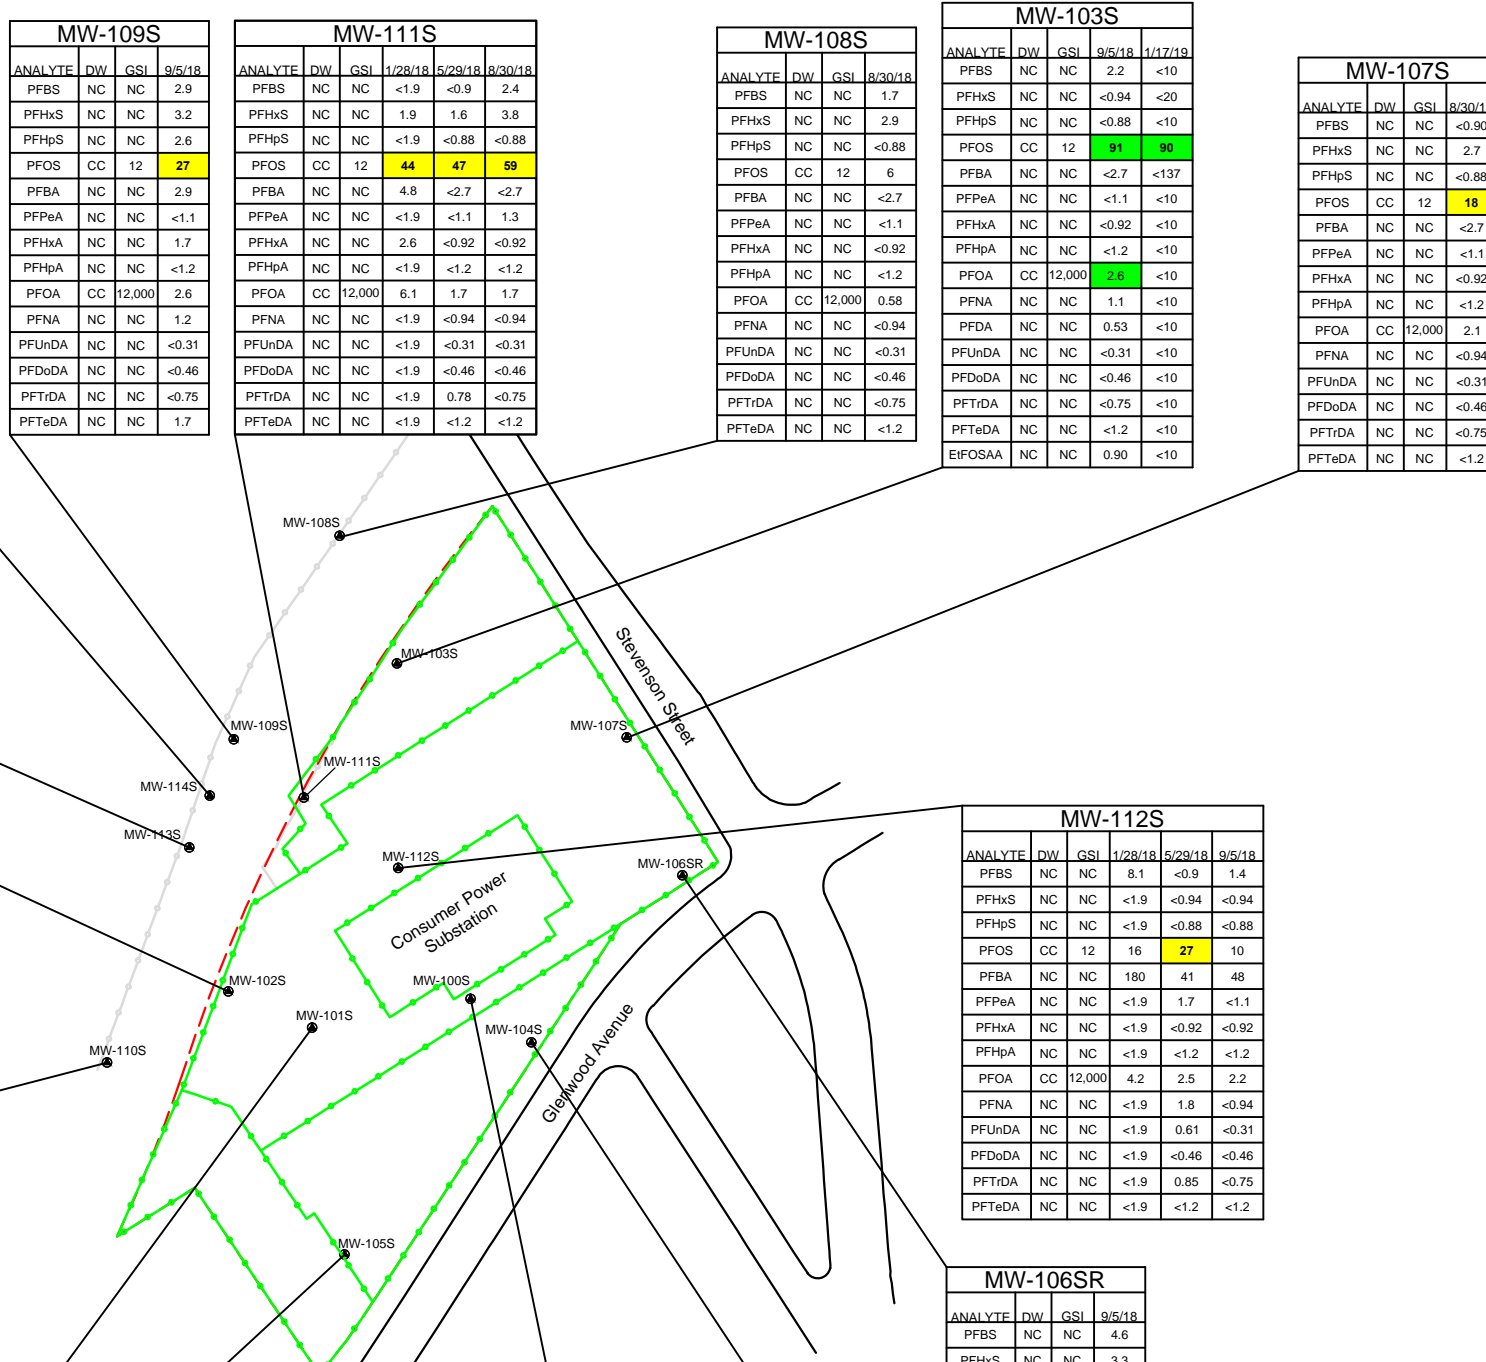 MW-109S
ANALYTE DW GSI 9/5/18
PFBS NC NC 2.9
PFHxS NC NC 3.2
PFHpS NC NC 2.6
PFOS CC 12 27
PFBA NC NC 2.9
PFPeA NC NC <1.1
PFHxA NC NC 1.7
PFHpA NC NC <1.2
PFOA CC 12,000 2.6
PFNA NC NC 1.2
PFUnDA NC NC <0.31
PFDoDA NC NC <0.46
PFTrDA NC NC <0.75
PFTeDA NC NC 1.7
MW-111S
ANALYTE DW GSI 1/28/18 5/29/18 8/30/18
PFBS NC NC <1.9 <0.9 2.4
PFHxS NC NC 1.9 1.6 3.8
PFHpS NC NC <1.9 <0.88 <0.88
PFOS CC 12 44 47 59
PFBA NC NC 4.8 <2.7 <2.7
PFPeA NC NC <1.9 <1.1 1.3
PFHxA NC NC 2.6 <0.92 <0.92
PFHpA NC NC <1.9 <1.2 <1.2
PFOA CC 12,000 6.1 1.7 1.7
PFNA NC NC <1.9 <0.94 <0.94
PFUnDA NC NC <1.9 <0.31 <0.31
PFDoDA NC NC <1.9 <0.46 <0.46
PFTrDA NC NC <1.9 0.78 <0.75
PFTeDA NC NC <1.9 <1.2 <1.2
MW-108S
ANALYTE DW GSI 8/30/18
PFBS NC NC 1.7
PFHxS NC NC 2.9
PFHpS NC NC <0.88
PFOS CC 12 6
PFBA NC NC <2.7
PFPeA NC NC <1.1
PFHxA NC NC <0.92
PFHpA NC NC <1.2
PFOA CC 12,000 0.58
PFNA NC NC <0.94
PFUnDA NC NC <0.31
PFDoDA NC NC <0.46
PFTrDA NC NC <0.75
PFTeDA NC NC <1.2
MW-103S
ANALYTE DW GSI 9/5/18 1/17/19
PFBS NC NC 2.2 <10
PFHxS NC NC <0.94 <20
PFHpS NC NC <0.88 <10
PFOS CC 12 91 90
PFBA NC NC <2.7 <137
PFPeA NC NC <1.1 <10
PFHxA NC NC <0.92 <10
PFHpA NC NC <1.2 <10
PFOA CC 12,000 2.6 <10
PFNA NC NC 1.1 <10
PFDA NC NC 0.53 <10
PFUnDA NC NC <0.31 <10
PFDoDA NC NC <0.46 <10
PFTrDA NC NC <0.75 <10
PFTeDA NC NC <1.2 <10
EtFOSAA NC NC 0.90 <10
MW-107S
ANALYTE DW GSI 8/30/1
PFBS NC NC <0.90
PFHxS NC NC 2.7
PFHpS NC NC <0.88
PFOS CC 12 18
PFBA NC NC <2.7
PFPeA NC NC <1.1
PFHxA NC NC <0.92
PFHpA NC NC <1.2
PFOA CC 12,000 2.1
PFNA NC NC <0.94
PFUnDA NC NC <0.31
PFDoDA NC NC <0.46
PFTrDA NC NC <0.75
PFTeDA NC NC <1.2
MW-108S
MW-103S
Stevenson Street
MW-109S
MW-107S
MW-111S
MW-114S
MW-113S
MW-112S
MW-106SR
Consumer Power
Substation
MW-102S
MW-100S
MW-101S
MW-104S
Glenwood Avenue
MW-110S
MW-105S
MW-112S
ANALYTE DW GSI 1/28/18 5/29/18 9/5/18
PFBS NC NC 8.1 <0.9 1.4
PFHxS NC NC <1.9 <0.94 <0.94
PFHpS NC NC <1.9 <0.88 <0.88
PFOS CC 12 16 27 10
PFBA NC NC 180 41 48
PFPeA NC NC <1.9 1.7 <1.1
PFHxA NC NC <1.9 <0.92 <0.92
PFHpA NC NC <1.9 <1.2 <1.2
PFOA CC 12,000 4.2 2.5 2.2
PFNA NC NC <1.9 1.8 <0.94
PFUnDA NC NC <1.9 0.61 <0.31
PFDoDA NC NC <1.9 <0.46 <0.46
PFTrDA NC NC <1.9 0.85 <0.75
PFTeDA NC NC <1.9 <1.2 <1.2
MW-106SR
ANALYTE DW GSI 9/5/18
PFBS NC NC 4.6
PFHxS NC NC 3.3